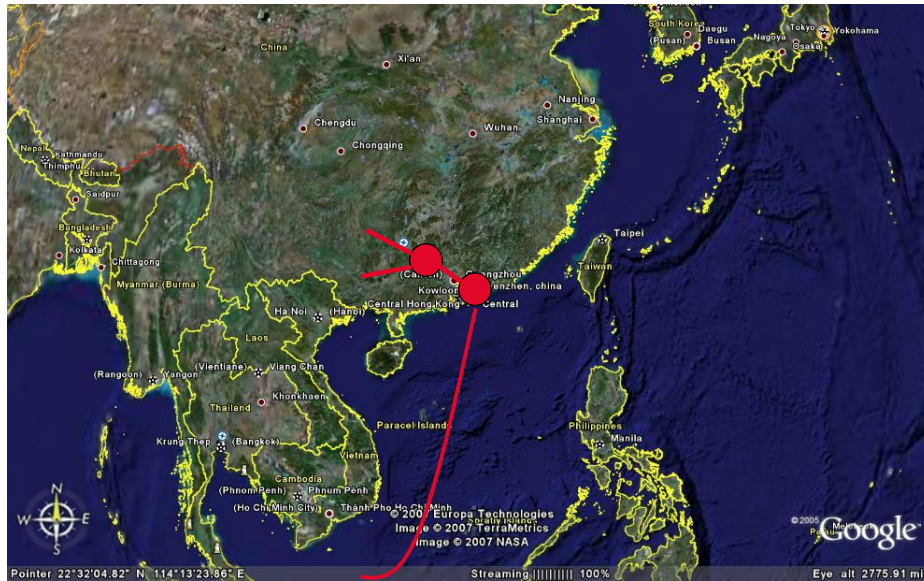 South Korea
Daegu
(Pusan)
Busan
Tokyo
Yokohama
Nagoya
Osaka
China
Xi'an
Nanjing
Shanghai
Wuhan
Chengdu
Chongqing
Nepal
Kathmandu
Thimphu
Bhutan
Saidpur
Bangladesh
Kolkata
Chittagong
Myanmar (Burma)
Taipei
Taiwan
Guangzhou
Kowloon
china
Central Hong Kong
Central
Ha Noi
(Hanoi)
Laos
(Vientiane)
Viang Chan
(Rangoon)
Yangon
Khonkhaen
Thailand
Paracel Islands
Philippines
Manila
Krung Thep
(Bangkok)
Vietnam
Cambodia
(Phnom Penh)
Phnum Pénh
(Ho Chi Minh City)
Thành Pho Ho Chi Minh
Spratly Islands
N
W E
S
Europa Technologies
Image © 2007 TerraMetrics
Image © 2007 NASA
© 2005
Google
Pointer 22°32'04.82" N 114°13'23.86" E
Streaming |||||||||| 100%
Eye alt 2775.91 mi